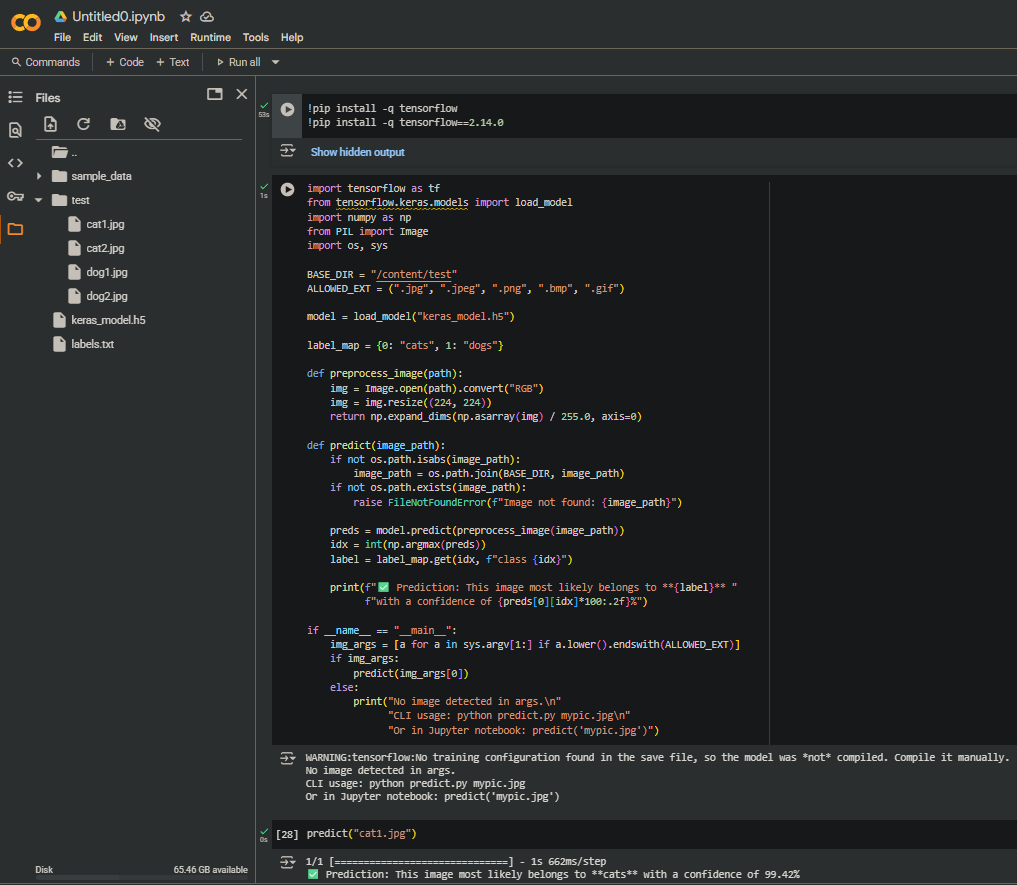 Untitled0.ipynb
File Edit View Insert Runtime Tools Help
Commands + Code + Text Run all
Files
..
sample_data
test
cat1.jpg
cat2.jpg
dog1.jpg
dog2.jpg
keras_model.h5
labels.txt
Disk 65.46 GB available
53s
!pip install -q tensorflow
!pip install -q tensorflow==2.14.0
Show hidden output
1s
import tensorflow as tf
from tensorflow.keras.models import load_model
import numpy as np
from PIL import Image
import os, sys
BASE_DIR = "/content/test"
ALLOWED_EXT = (".jpg", ".jpeg", ".png", ".bmp", ".gif")
model = load_model("keras_model.h5")
label_map = {0: "cats", 1: "dogs"}
def preprocess_image(path):
    img = Image.open(path).convert("RGB")
    img = img.resize((224, 224))
    return np.expand_dims(np.asarray(img) / 255.0, axis=0)
def predict(image_path):
    if not os.path.isabs(image_path):
        image_path = os.path.join(BASE_DIR, image_path)
    if not os.path.exists(image_path):
        raise FileNotFoundError(f"Image not found: {image_path}")
    preds = model.predict(preprocess_image(image_path))
    idx = int(np.argmax(preds))
    label = label_map.get(idx, f"class {idx}")
    print(f"✅ Prediction: This image most likely belongs to **{label}** "
          f"with a confidence of {preds[0][idx]*100:.2f}%")
if __name__ == "__main__":
    img_args = [a for a in sys.argv[1:] if a.lower().endswith(ALLOWED_EXT)]
    if img_args:
        predict(img_args[0])
    else:
        print("No image detected in args.\n"
              "CLI usage: python predict.py mypic.jpg\n"
              "Or in Jupyter notebook: predict('mypic.jpg')")
WARNING:tensorflow:No training configuration found in the save file, so the model was *not* compiled. Compile it manually.
No image detected in args.
CLI usage: python predict.py mypic.jpg
Or in Jupyter notebook: predict('mypic.jpg')
0s
[28] predict("cat1.jpg")
1/1 [==============================] - 1s 662ms/step
✅ Prediction: This image most likely belongs to **cats** with a confidence of 99.42%